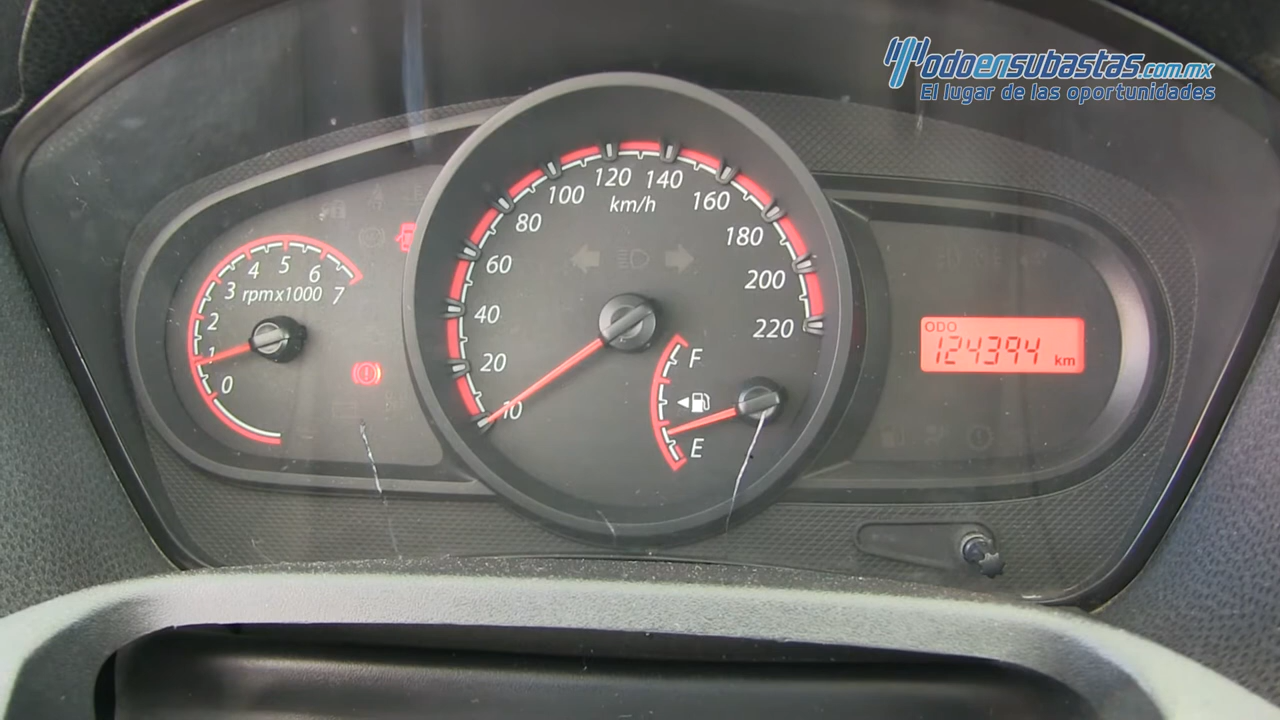 Todoensubastas.com.mx
El lugar de las oportunidades
0
1
2
3
4
5
6
7
rpmx1000
10
20
40
60
80
100
120
140
160
180
200
220
km/h
F
E
ODO
124394 km